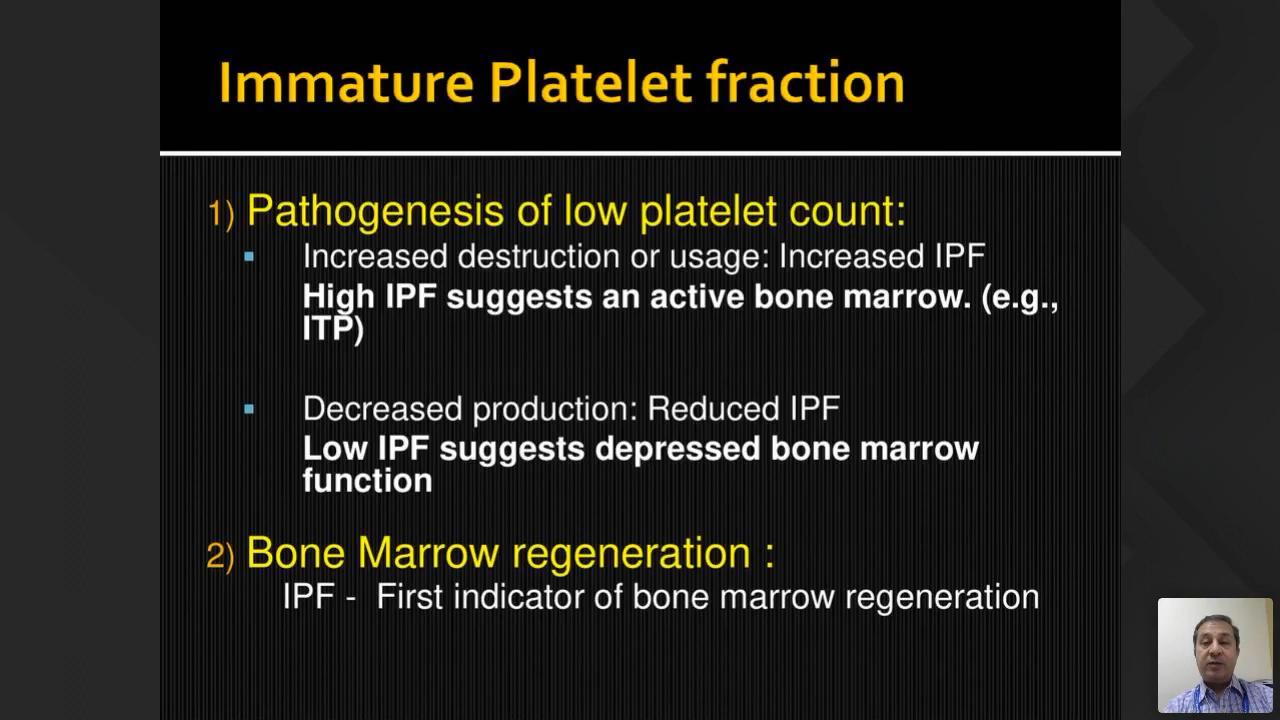 Immature Platelet fraction
1) Pathogenesis of low platelet count:
▪ Increased destruction or usage: Increased IPF
High IPF suggests an active bone marrow. (e.g.,
ITP)
▪ Decreased production: Reduced IPF
Low IPF suggests depressed bone marrow
function
2) Bone Marrow regeneration :
IPF - First indicator of bone marrow regeneration